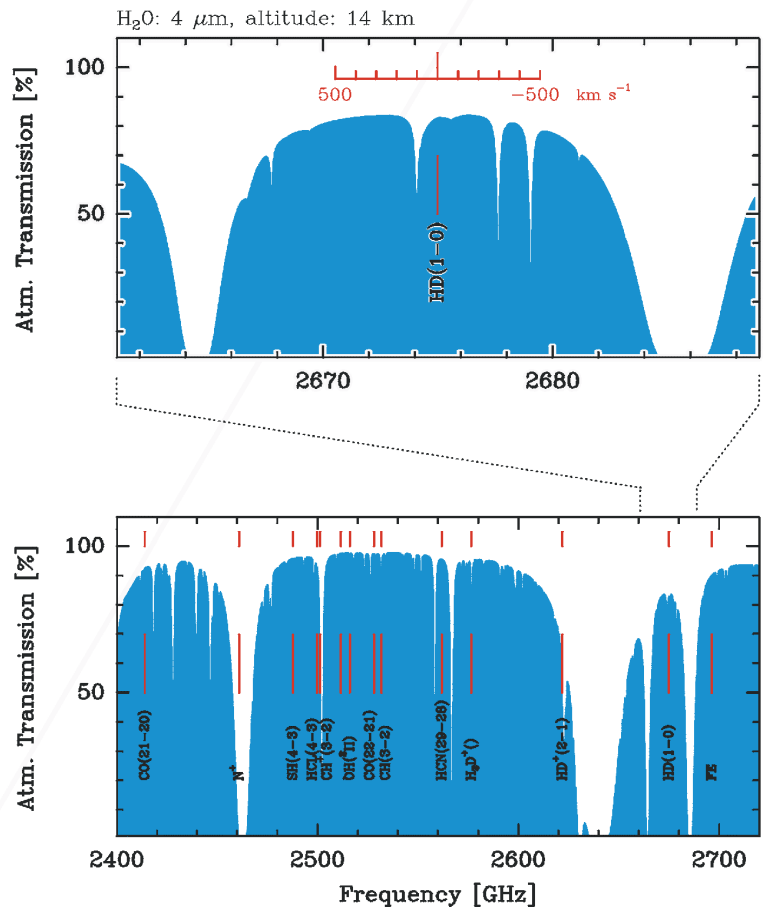 H₂O: 4 μm, altitude: 14 km
Atm. Transmission [%]
100
50
500
−500
km s⁻¹
HD(1−0)
2670
2680
Atm. Transmission [%]
100
50
CO(21−20)
N⁺
SH(4−3)
HCl(4−3)
CH⁺(3−2)
OH(²Π)
CO(22−21)
CH(3−2)
HCN(29−28)
H₂D⁺()
HD⁺(2−1)
HD(1−0)
FE
2400
2500
2600
2700
Frequency [GHz]